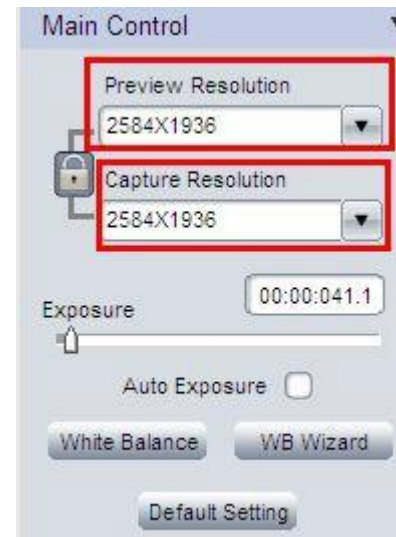 Main Control
Preview Resolution
2584X1936
Capture Resolution
2584X1936
Exposure
00:00:041.1
Auto Exposure
White Balance
WB Wizard
Default Setting